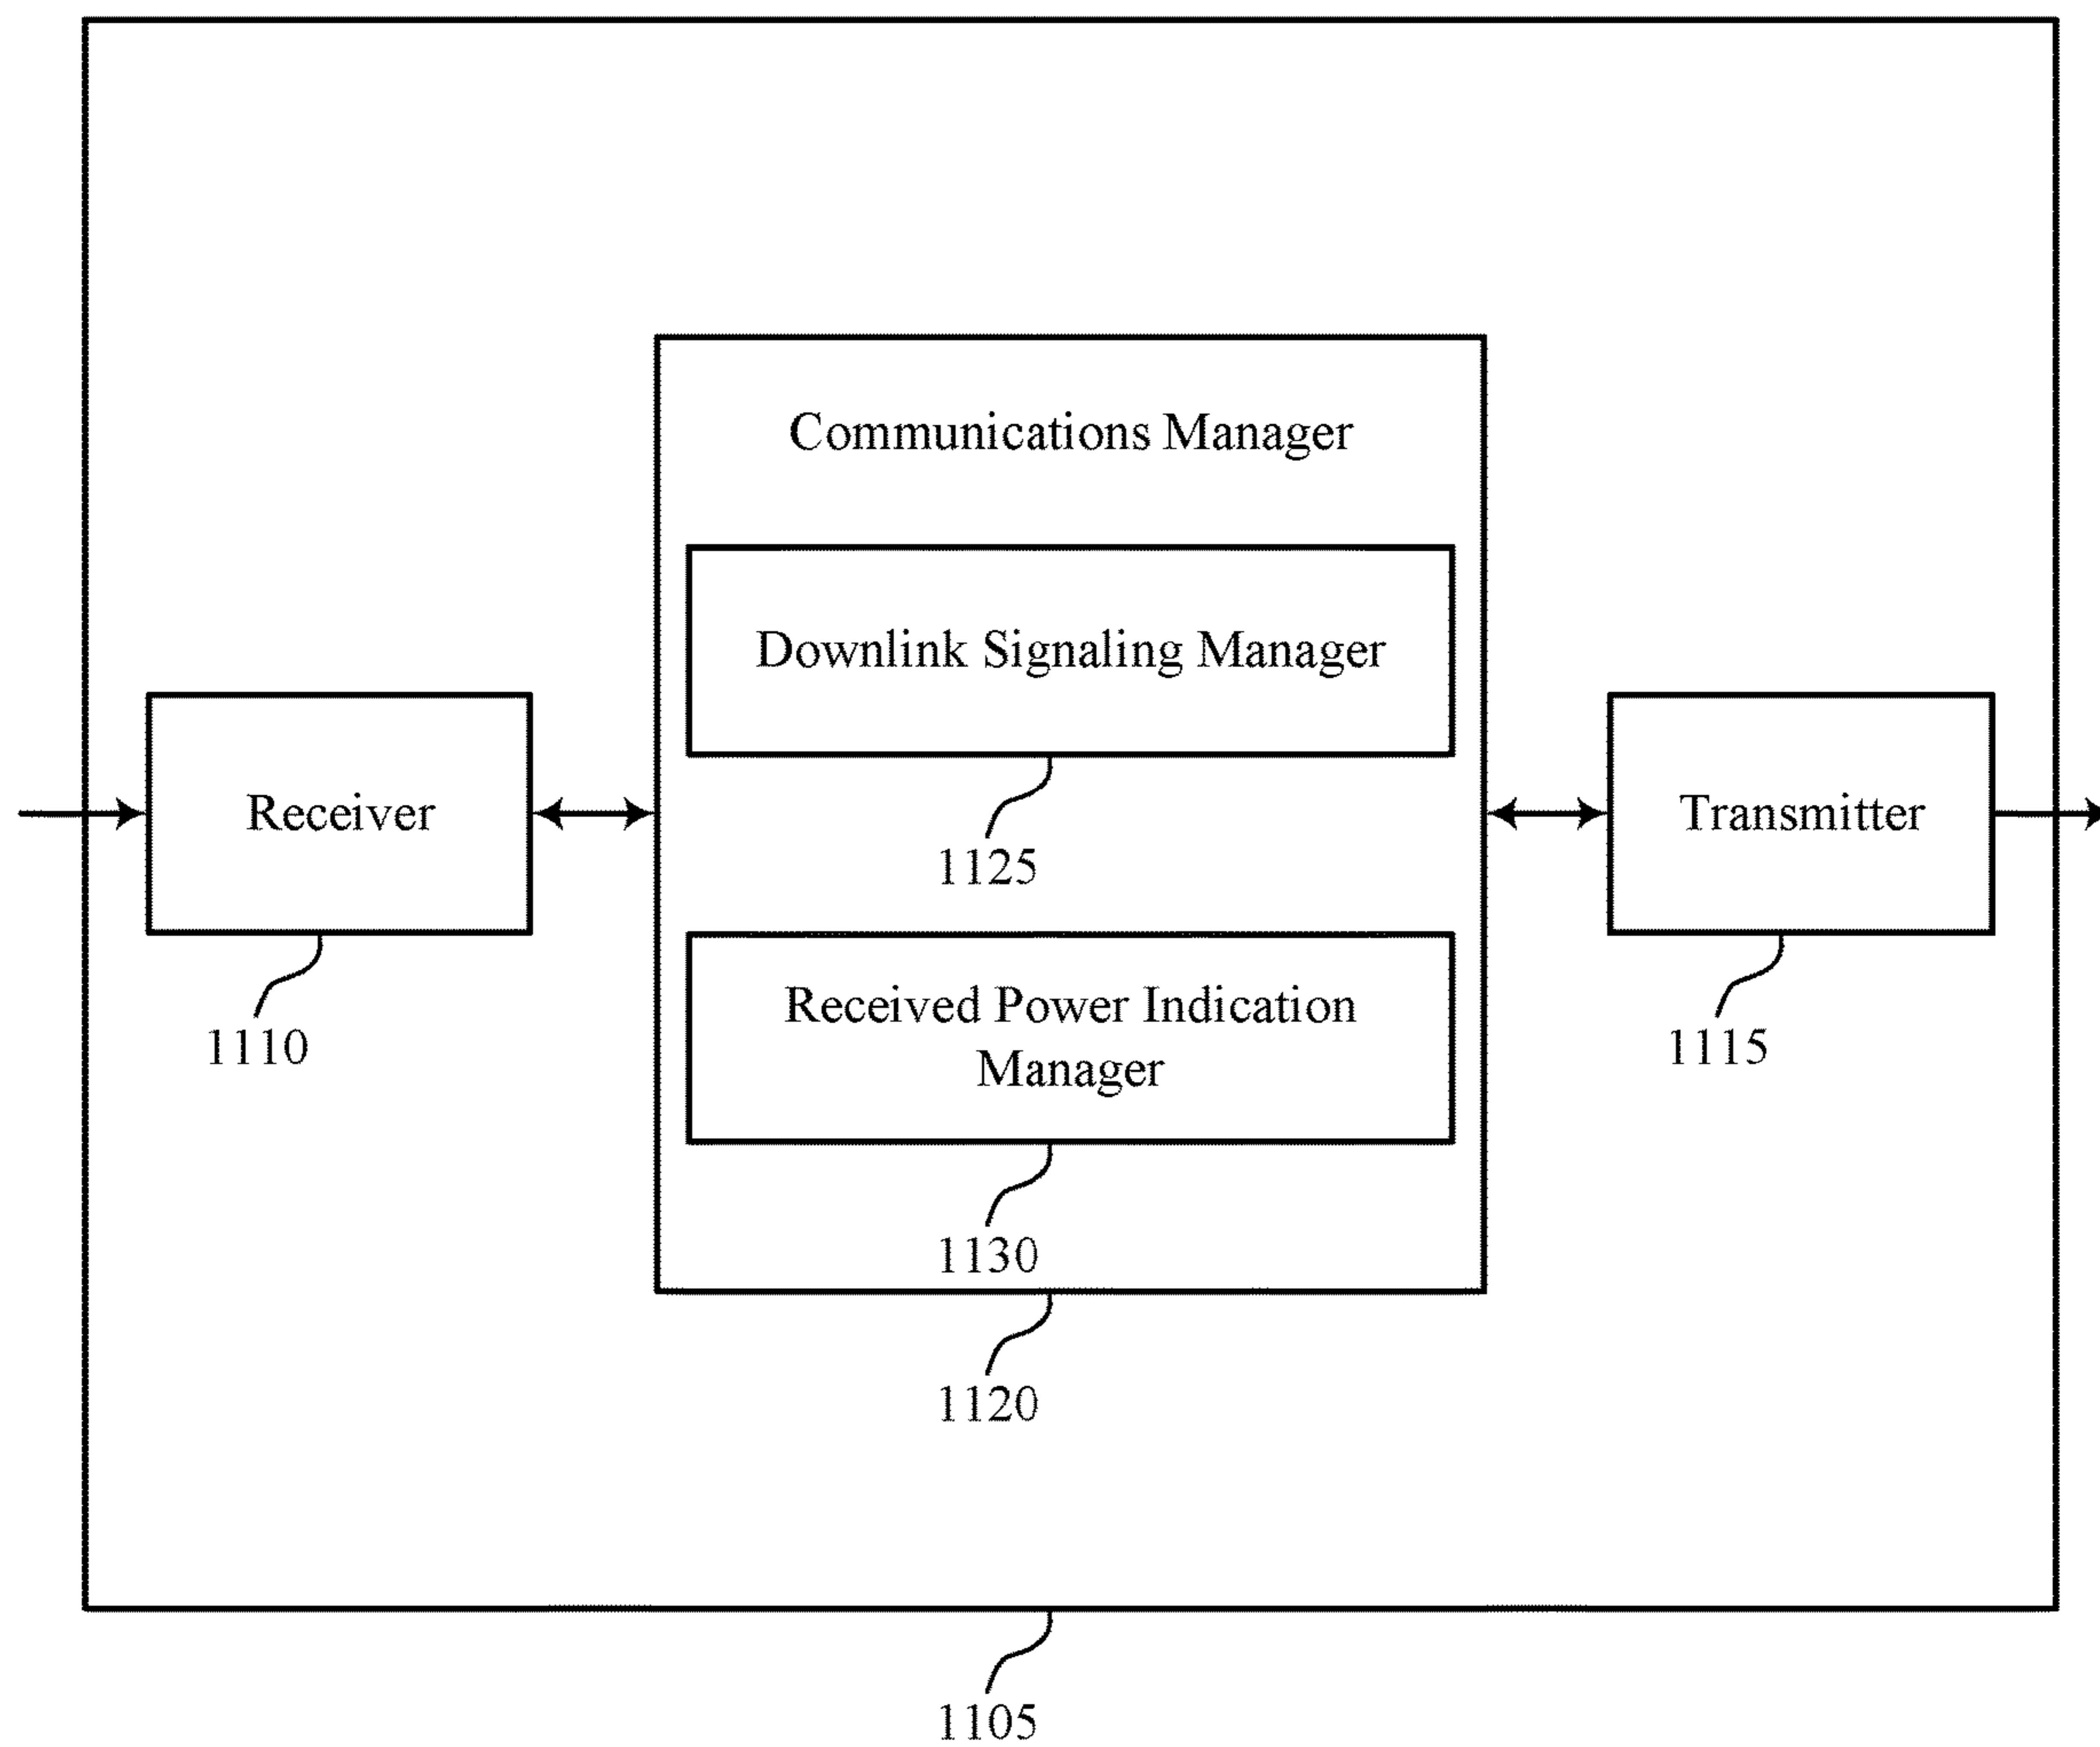 Communications Manager
Downlink Signaling Manager
1125
Receiver
1110
Transmitter
1115
Received Power Indication
Manager
1130
1120
1105